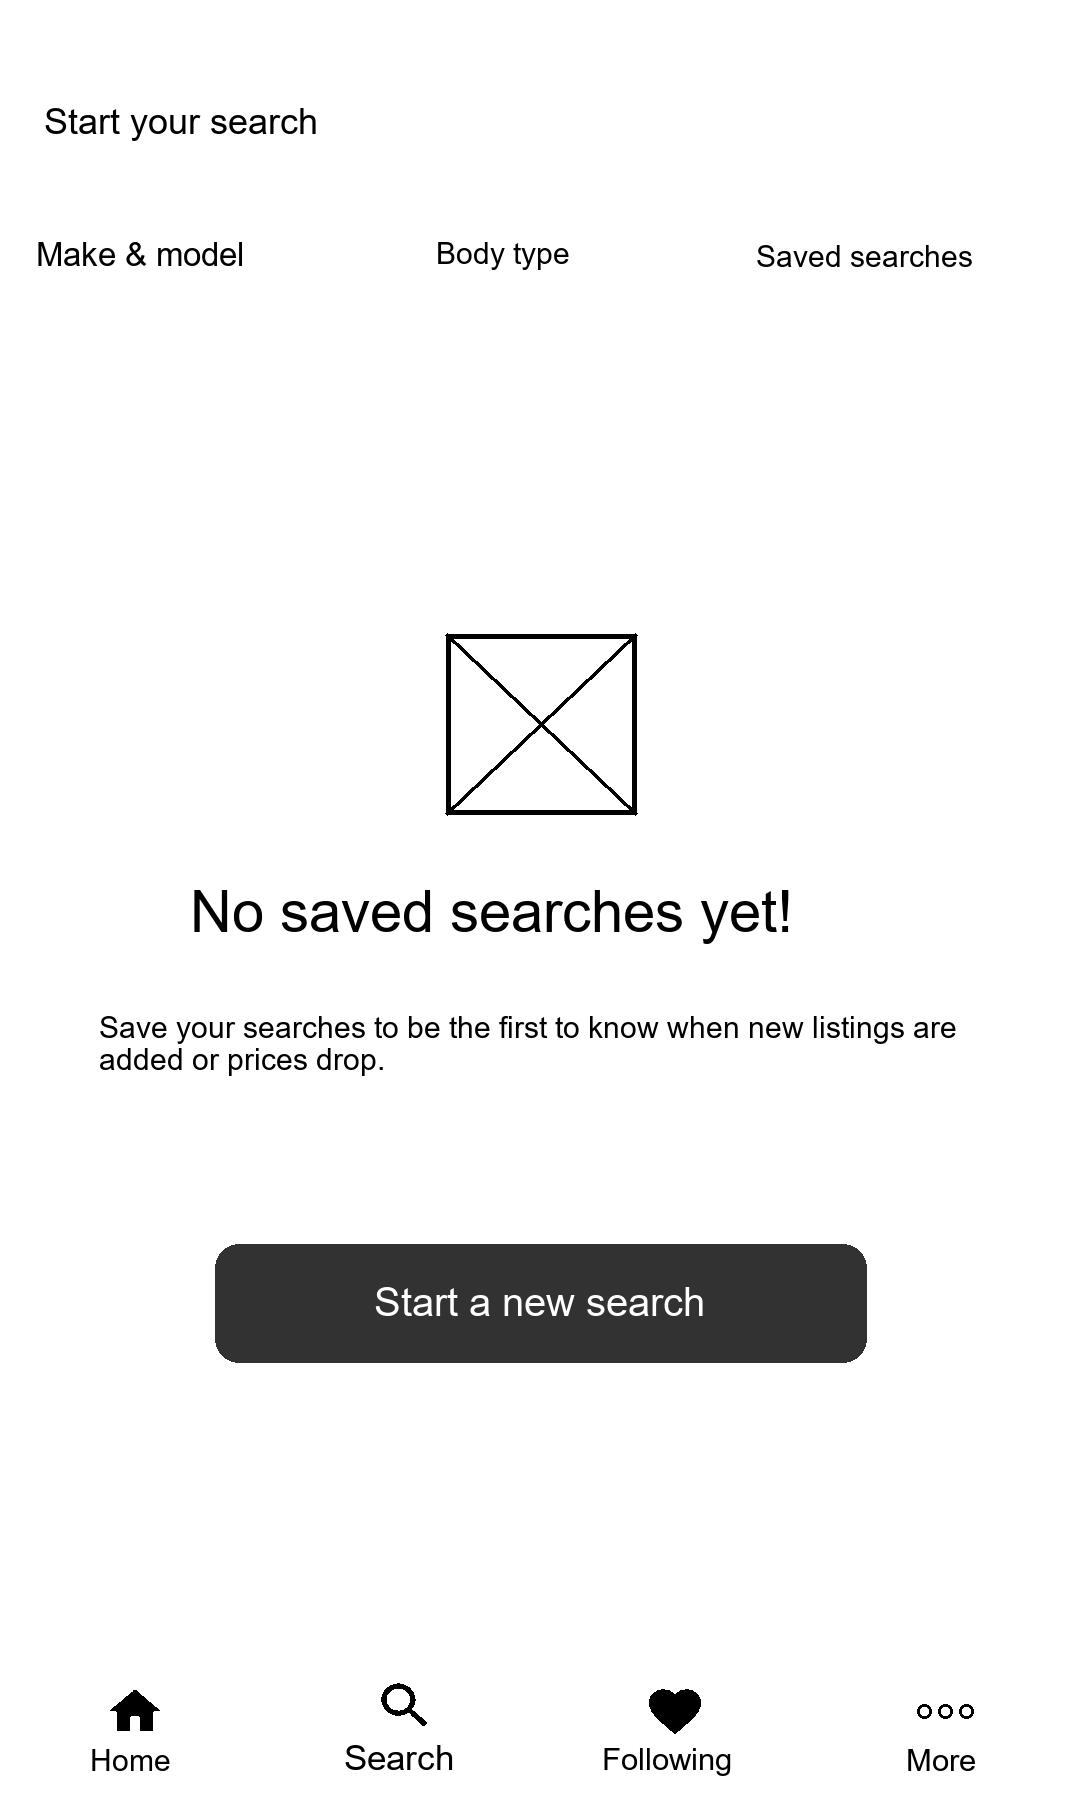 Start your search
Make & model
Body type
Saved searches
No saved searches yet!
Save your searches to be the first to know when new listings are
added or prices drop.
Start a new search
Home
Search
Following
More